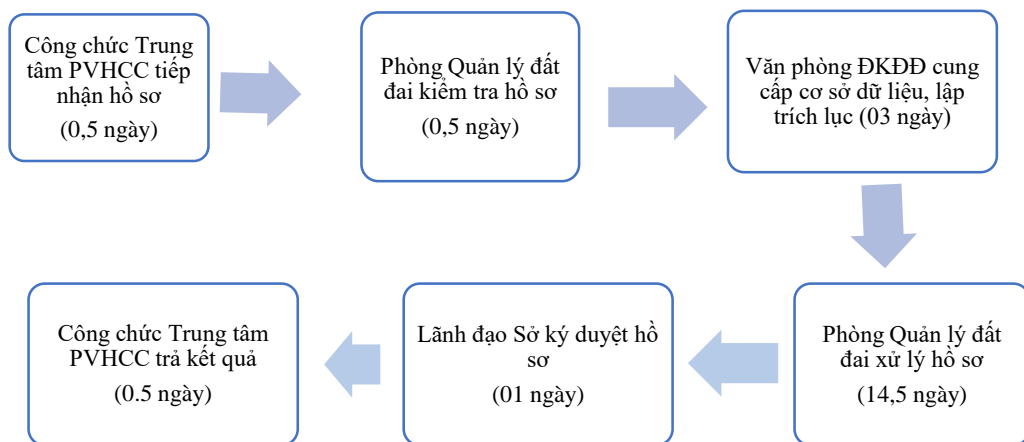 Công chức Trung
tâm PVHCC tiếp
nhận hồ sơ
(0,5 ngày)
Phòng Quản lý đất
đai kiểm tra hồ sơ
(0,5 ngày)
Văn phòng ĐKĐĐ cung
cấp cơ sở dữ liệu, lập
trích lục (03 ngày)
Phòng Quản lý đất
đai xử lý hồ sơ
(14,5 ngày)
Lãnh đạo Sở ký duyệt hồ
sơ
(01 ngày)
Công chức Trung tâm
PVHCC trả kết quả
(0.5 ngày)